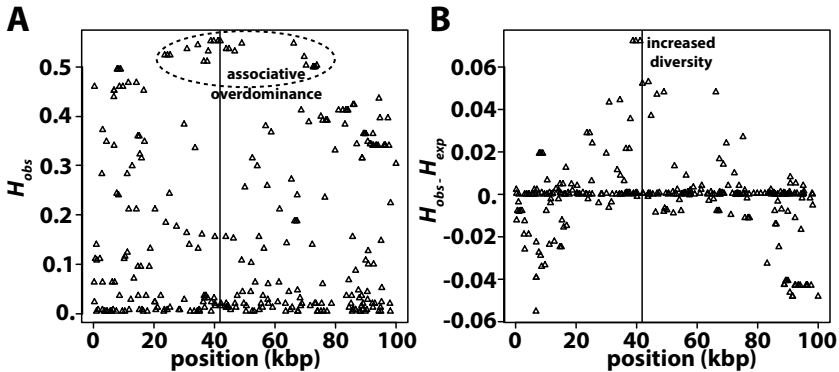 A
H_obs
0.5
0.4
0.3
0.2
0.1
0.
0 20 40 60 80 100
position (kbp)
associative
overdominance
B
H_obs - H_exp
0.06
0.04
0.02
0.
-0.02
-0.04
-0.06
0 20 40 60 80 100
position (kbp)
increased
diversity